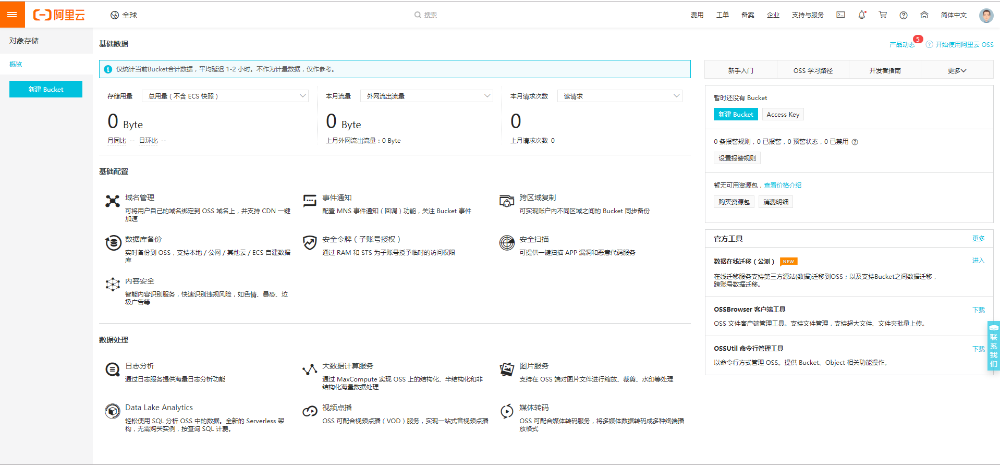 阿里云
全球
搜索
费用
工单
备案
企业
支持与服务
简体中文
对象存储
概览
新建 Bucket
基础数据
产品动态
5
开始使用阿里云 OSS
仅统计当前Bucket合计数据，平均延迟 1-2 小时。不作为计量数据，仅作参考。
存储用量
总用量（不含 ECS 快照）
0 Byte
月同比 -- 日环比 --
本月流量
外网流出流量
0 Byte
上月外网流出流量：0 Byte
本月请求次数
读请求
0
上月请求次数 0
基础配置
域名管理
可将用户自己的域名绑定到 OSS 域名上，并支持 CDN 一键
加速
事件通知
配置 MNS 事件通知（回调）功能，关注 Bucket 事件
跨区域复制
可实现账户内不同区域之间的 Bucket 同步备份
数据库备份
实时备份到 OSS，支持本地 / 公网 / 其他云 / ECS 自建数据
库
安全令牌（子账号授权）
通过 RAM 和 STS 为子账号授予临时的访问权限
安全扫描
可提供一键扫描 APP 漏洞和恶意代码服务
内容安全
智能内容识别服务，快速识别违规风险，如色情、暴恐、垃
圾广告等
数据处理
日志分析
通过日志服务提供海量日志分析功能
大数据计算服务
通过 MaxCompute 实现 OSS 上的结构化、半结构化和非
结构化海量数据处理
图片服务
支持在 OSS 端对图片文件进行缩放、裁剪、水印等处理
Data Lake Analytics
轻松使用 SQL 分析 OSS 中的数据。全新的 Serverless 架
构，无需购买实例，按查询 SQL 计费。
视频点播
OSS 可配合视频点播（VOD）服务，实现一站式音视频点播
媒体转码
OSS 可配合媒体转码服务，将多媒体数据转码成多种终端播
放格式
新手入门
OSS 学习路径
开发者指南
更多
暂时还没有 Bucket
新建 Bucket
Access Key
0 条报警规则，0 已报警，0 预警状态，0 已禁用
设置报警规则
暂无可用资源包，查看价格介绍
购买资源包
消费明细
官方工具
更多
数据在线迁移（公测）
NEW
进入
在线迁移服务支持第三方源站(数据)迁移到OSS；以及支持Bucket之间数据迁移，
跨账号数据迁移。
OSSBrowser 客户端工具
下载
OSS 文件客户端管理工具。支持文件管理，支持超大文件、文件夹批量上传。
OSSUtil 命令行管理工具
下载
以命令行方式管理 OSS。提供 Bucket、Object 相关功能操作。
联
系
我
们